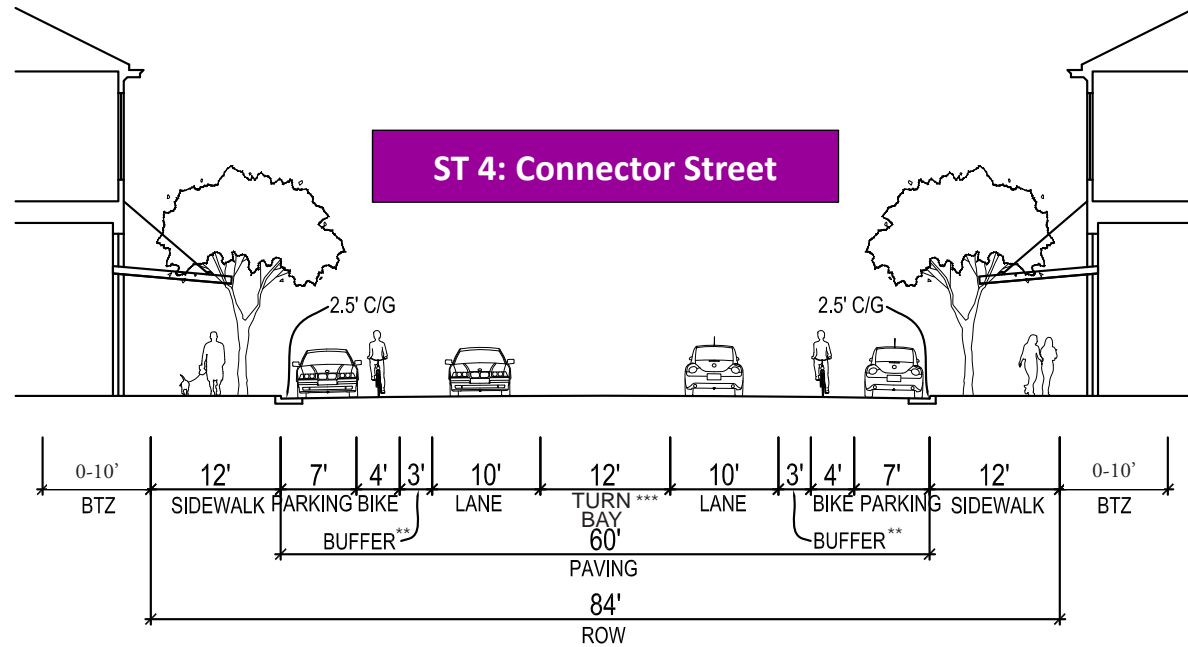 ST 4: Connector Street
2.5' C/G 2.5' C/G
0-10' 12' 7' 4' 3' 10' 12' 10' 3' 4' 7' 12' 0-10'
BTZ SIDEWALK PARKING BIKE LANE TURN *** LANE BIKE PARKING SIDEWALK BTZ
BAY
BUFFER** 60' BUFFER**
PAVING
84'
ROW